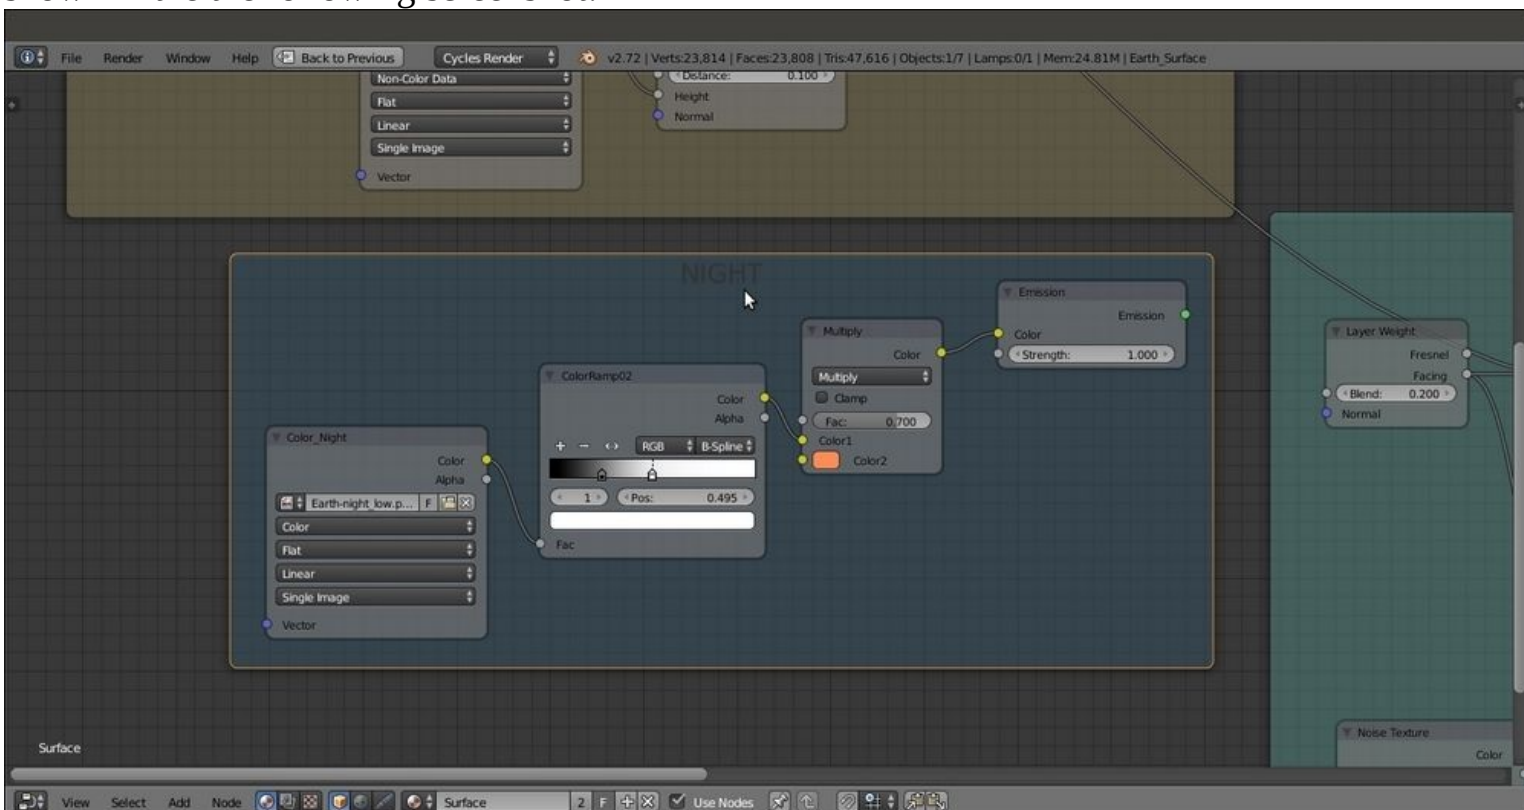 File Render Window Help Back to Previous Cycles Render v2.72 | Verts:23,814 | Faces:23,808 | Tris:47,616 | Objects:1/7 | Lamps:0/1 | Mem:24.81M | Earth_Surface
Non-Color Data
Flat
Linear
Single Image
Vector
Distance: 0.100
Height
Normal
NIGHT
Color_Night
Color
Alpha
Earth-night_low.p... F
Color
Flat
Linear
Single Image
Vector
ColorRamp02
Color
Alpha
RGB B-Spline
1 Pos: 0.495
Fac
Multiply
Color
Multiply
Clamp
Fac: 0.700
Color1
Color2
Emission
Emission
Color
Strength: 1.000
Layer Weight
Fresnel
Facing
Blend: 0.200
Normal
Noise Texture
Color
Surface
View Select Add Node Surface 2 F Use Nodes